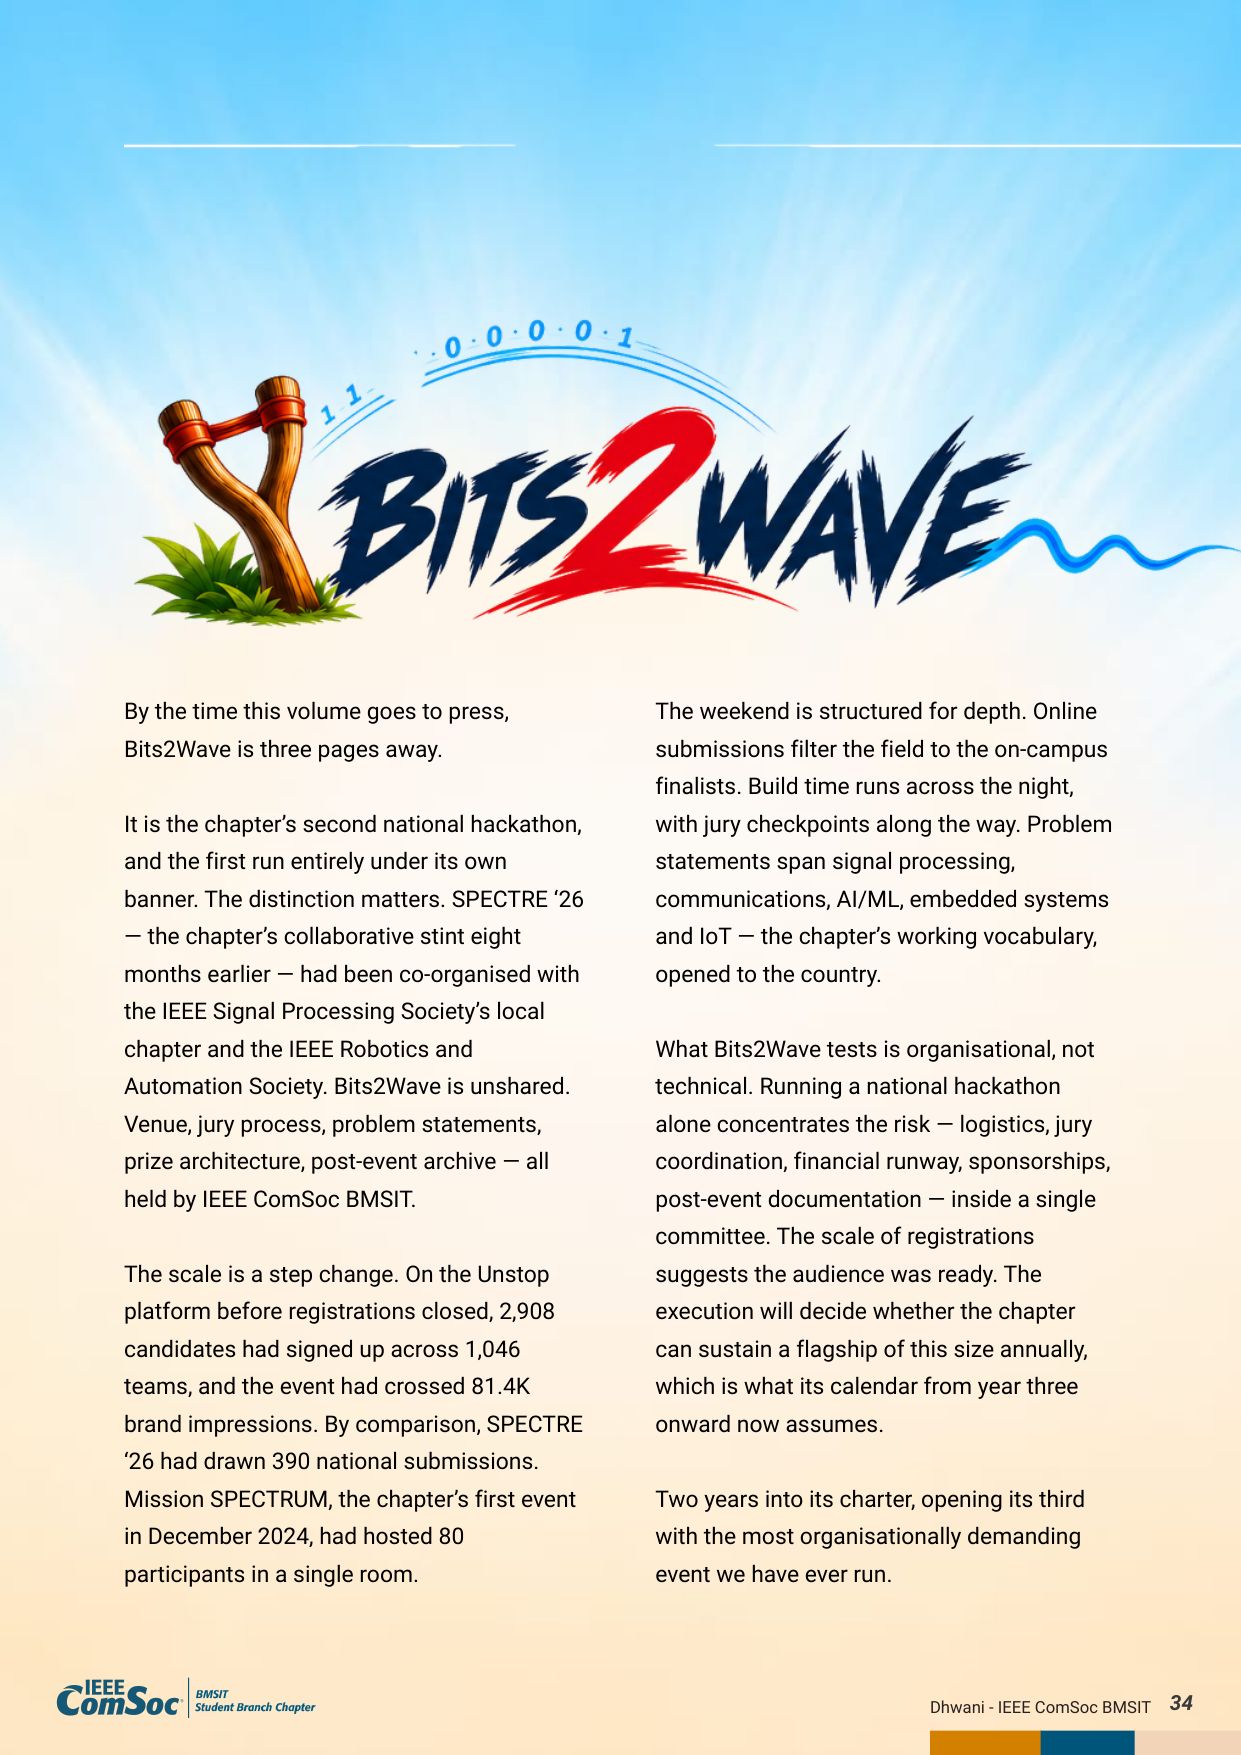 1 1 0 · 0 · 0 · 0 · 1
BITS2WAVE
By the time this volume goes to press,
Bits2Wave is three pages away.
It is the chapter’s second national hackathon,
and the first run entirely under its own
banner. The distinction matters. SPECTRE ‘26
— the chapter’s collaborative stint eight
months earlier — had been co-organised with
the IEEE Signal Processing Society’s local
chapter and the IEEE Robotics and
Automation Society. Bits2Wave is unshared.
Venue, jury process, problem statements,
prize architecture, post-event archive — all
held by IEEE ComSoc BMSIT.
The scale is a step change. On the Unstop
platform before registrations closed, 2,908
candidates had signed up across 1,046
teams, and the event had crossed 81.4K
brand impressions. By comparison, SPECTRE
‘26 had drawn 390 national submissions.
Mission SPECTRUM, the chapter’s first event
in December 2024, had hosted 80
participants in a single room.
The weekend is structured for depth. Online
submissions filter the field to the on-campus
finalists. Build time runs across the night,
with jury checkpoints along the way. Problem
statements span signal processing,
communications, AI/ML, embedded systems
and IoT — the chapter’s working vocabulary,
opened to the country.
What Bits2Wave tests is organisational, not
technical. Running a national hackathon
alone concentrates the risk — logistics, jury
coordination, financial runway, sponsorships,
post-event documentation — inside a single
committee. The scale of registrations
suggests the audience was ready. The
execution will decide whether the chapter
can sustain a flagship of this size annually,
which is what its calendar from year three
onward now assumes.
Two years into its charter, opening its third
with the most organisationally demanding
event we have ever run.
IEEE
ComSoc
BMSIT
Student Branch Chapter
Dhwani - IEEE ComSoc BMSIT 34